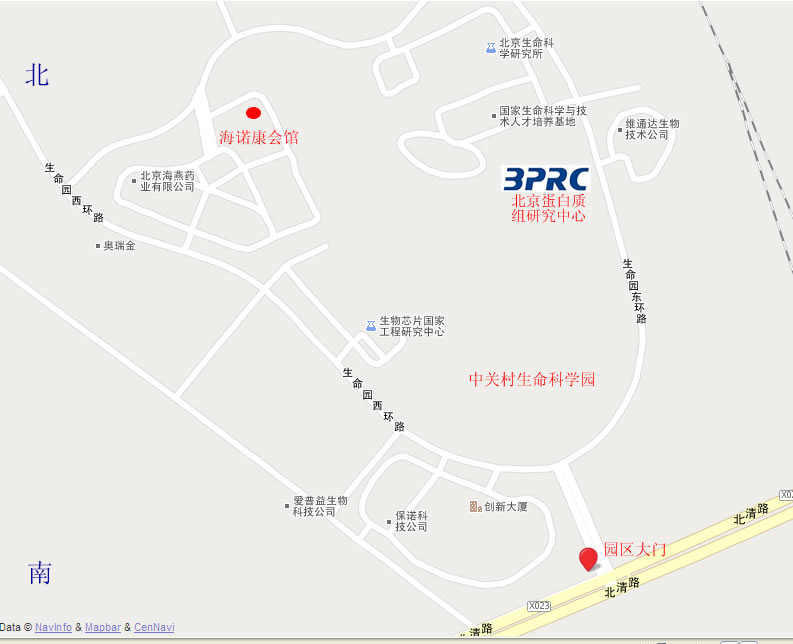 北
北京生命科
学研究所
国家生命科学与技
术人才培养基地
维通达生物
技术公司
海诺康会馆
生命园西环路
北京海燕药
业有限公司
BPRC
北京蛋白质
组研究中心
奥瑞金
生命园东环路
生物芯片国家
工程研究中心
生命园西环路
中关村生命科学园
爱普益生物
科技公司
保诺科
技公司
创新大厦
X02
北清路
园区大门
南
北清路
X023
清路
Data © NavInfo & Mapbar & CenNavi